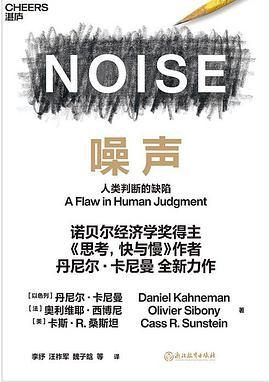 CHEERS
湛庐
NOISE
噪声
人类判断的缺陷
A Flaw in Human Judgment
诺贝尔经济学奖得主
《思考,快与慢》作者
丹尼尔·卡尼曼 全新力作
[以色列] 丹尼尔·卡尼曼 Daniel Kahneman
[法] 奥利维耶·西博尼 Olivier Sibony 著
[美] 卡斯·R.桑斯坦 Cass R. Sunstein
李纾 汪祚军 魏子晗 等 译
浙江教育出版社